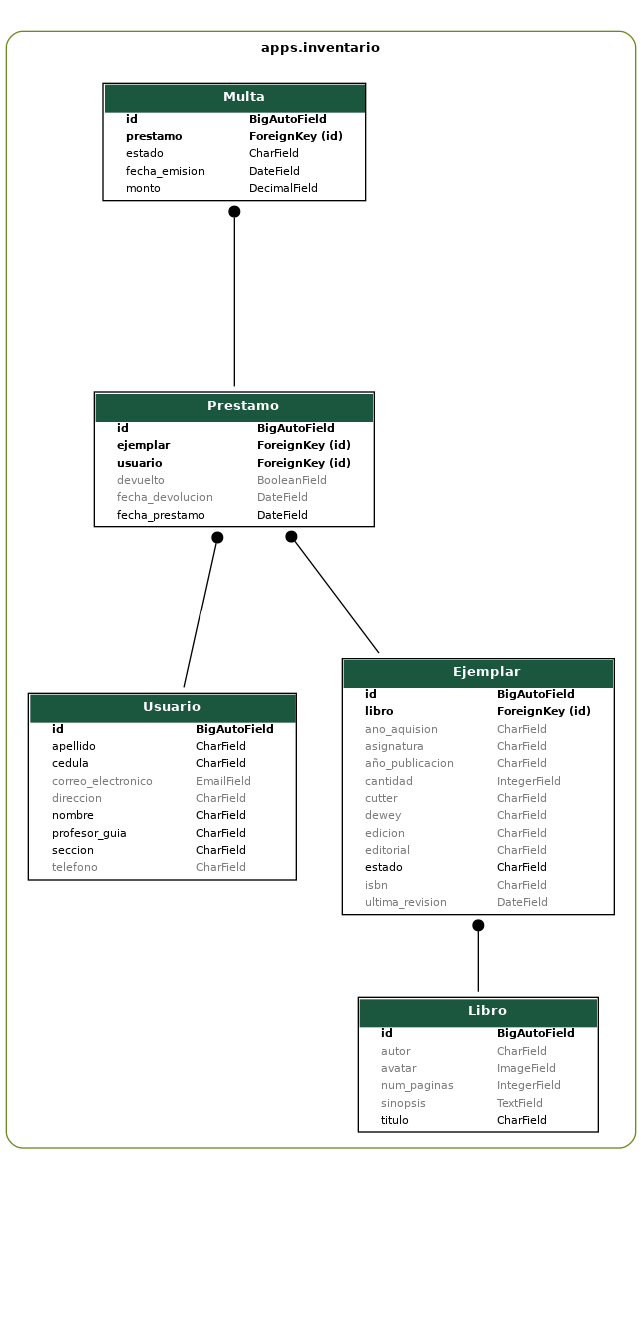 apps.inventario
Multa
id BigAutoField
prestamo ForeignKey (id)
estado CharField
fecha_emision DateField
monto DecimalField
Prestamo
id BigAutoField
ejemplar ForeignKey (id)
usuario ForeignKey (id)
devuelto BooleanField
fecha_devolucion DateField
fecha_prestamo DateField
Usuario
id BigAutoField
apellido CharField
cedula CharField
correo_electronico EmailField
direccion CharField
nombre CharField
profesor_guia CharField
seccion CharField
telefono CharField
Ejemplar
id BigAutoField
libro ForeignKey (id)
ano_aquision CharField
asignatura CharField
año_publicacion CharField
cantidad IntegerField
cutter CharField
dewey CharField
edicion CharField
editorial CharField
estado CharField
isbn CharField
ultima_revision DateField
Libro
id BigAutoField
autor CharField
avatar ImageField
num_paginas IntegerField
sinopsis TextField
titulo CharField